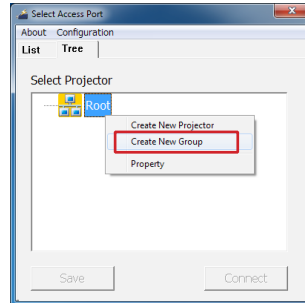 Select Access Port
About Configuration
List Tree
Select Projector
Root
Create New Projector
Create New Group
Property
Save Connect